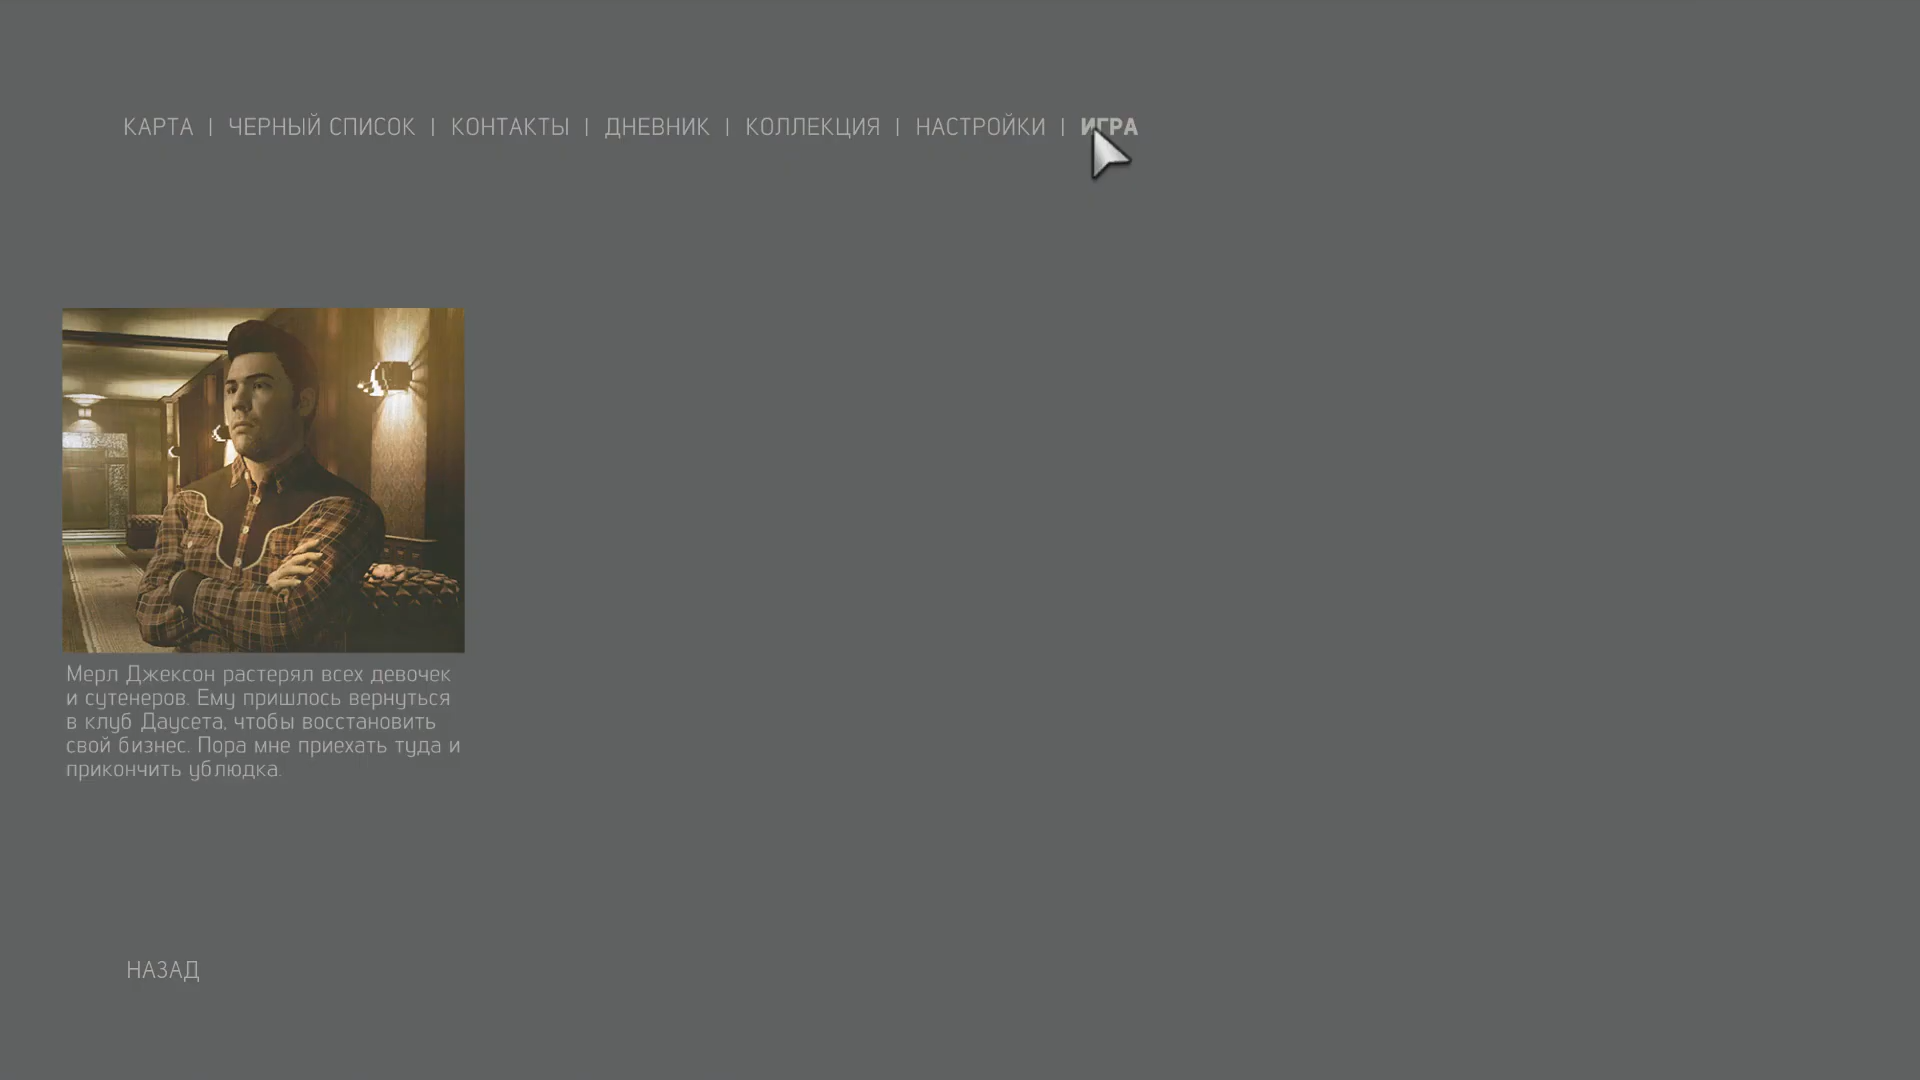 КАРТА | ЧЕРНЫЙ СПИСОК | КОНТАКТЫ | ДНЕВНИК | КОЛЛЕКЦИЯ | НАСТРОЙКИ | ИГРА
Мерл Джексон растерял всех девочек
и сутенеров. Ему пришлось вернуться
в клуб Даусета, чтобы восстановить
свой бизнес. Пора мне приехать туда и
прикончить ублюдка.
НАЗАД